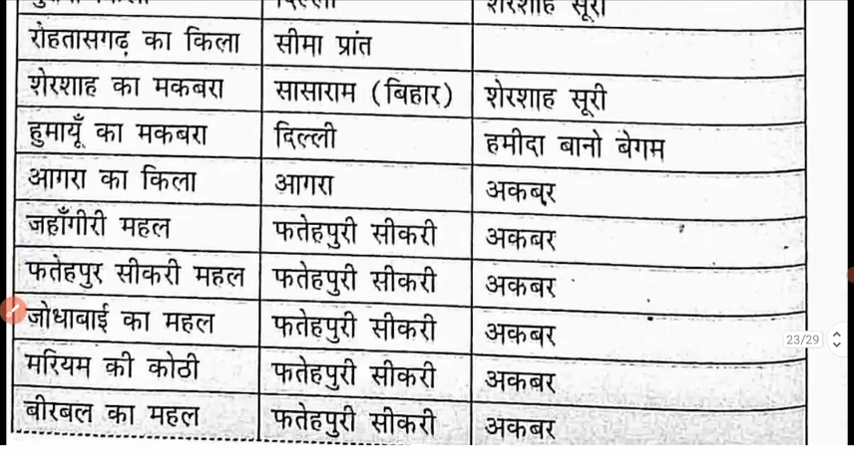 दिल्ली शेरशाह सूरी
रोहतासगढ़ का किला सीमा प्रांत
शेरशाह का मकबरा सासाराम (बिहार) शेरशाह सूरी
हुमायूँ का मकबरा दिल्ली हमीदा बानो बेगम
आगरा का किला आगरा अकबर
जहाँगीरी महल फतेहपुरी सीकरी अकबर
फतेहपुर सीकरी महल फतेहपुरी सीकरी अकबर
जोधाबाई का महल फतेहपुरी सीकरी अकबर
23/29
मरियम की कोठी फतेहपुरी सीकरी अकबर
बीरबल का महल फतेहपुरी सीकरी अकबर